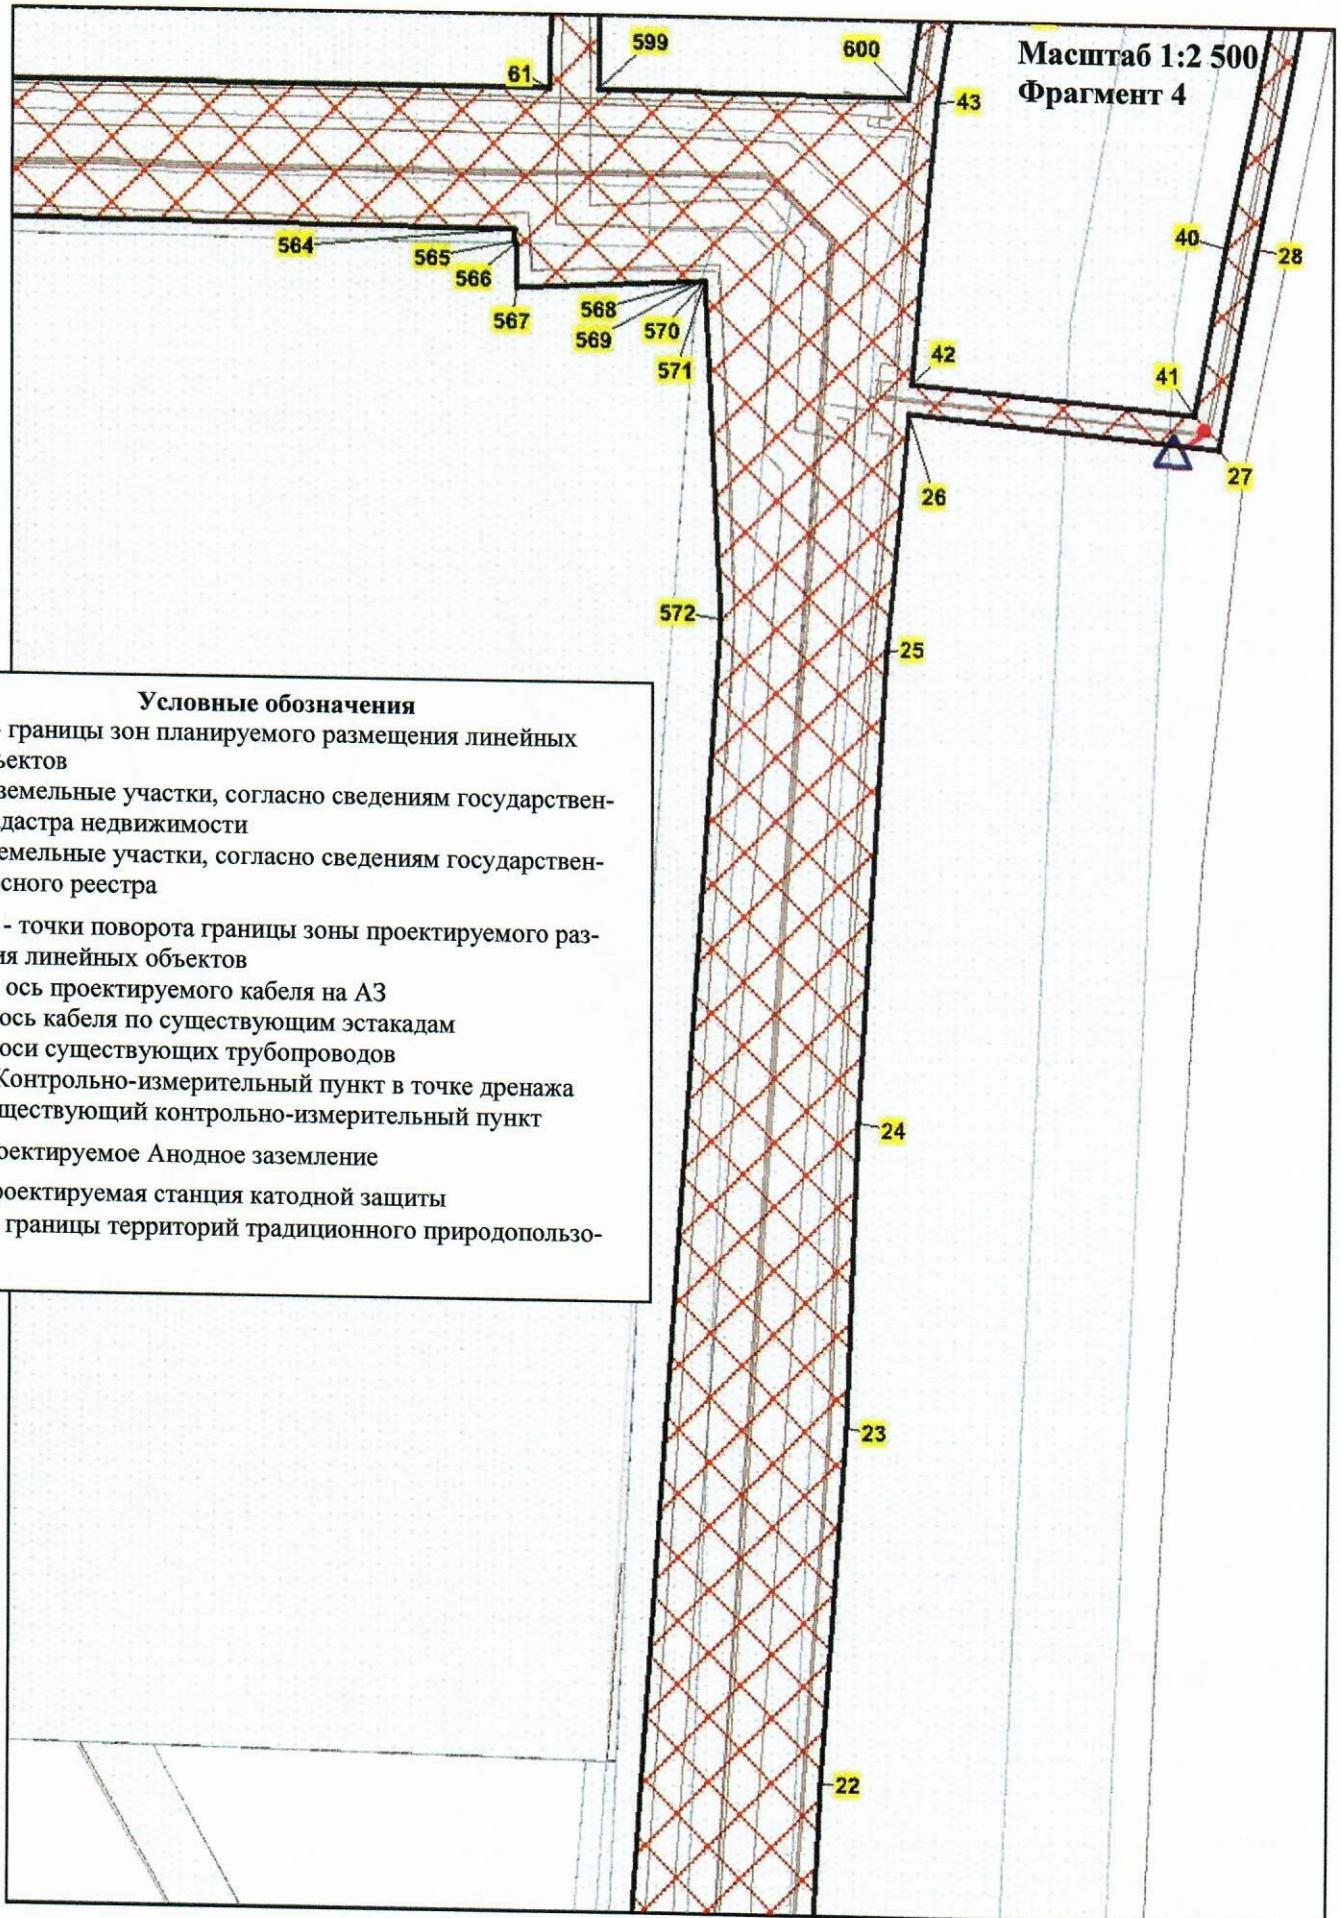 599
600
61
Масштаб 1:2 500
Фрагмент 4
43
564
565
566
567
568
569
570
571
40
28
42
41
26
27
572
25
Условные обозначения
границы зон планируемого размещения линейных
ъектов
земельные участки, согласно сведениям государствен-
дастра недвижимости
емельные участки, согласно сведениям государствен-
сного реестра
- точки поворота границы зоны проектируемого раз-
ия линейных объектов
ось проектируемого кабеля на АЗ
ось кабеля по существующим эстакадам
оси существующих трубопроводов
Контрольно-измерительный пункт в точке дренажа
ществующий контрольно-измерительный пункт
оектируемое Анодное заземление
роектируемая станция катодной защиты
границы территорий традиционного природопользо-
24
23
22